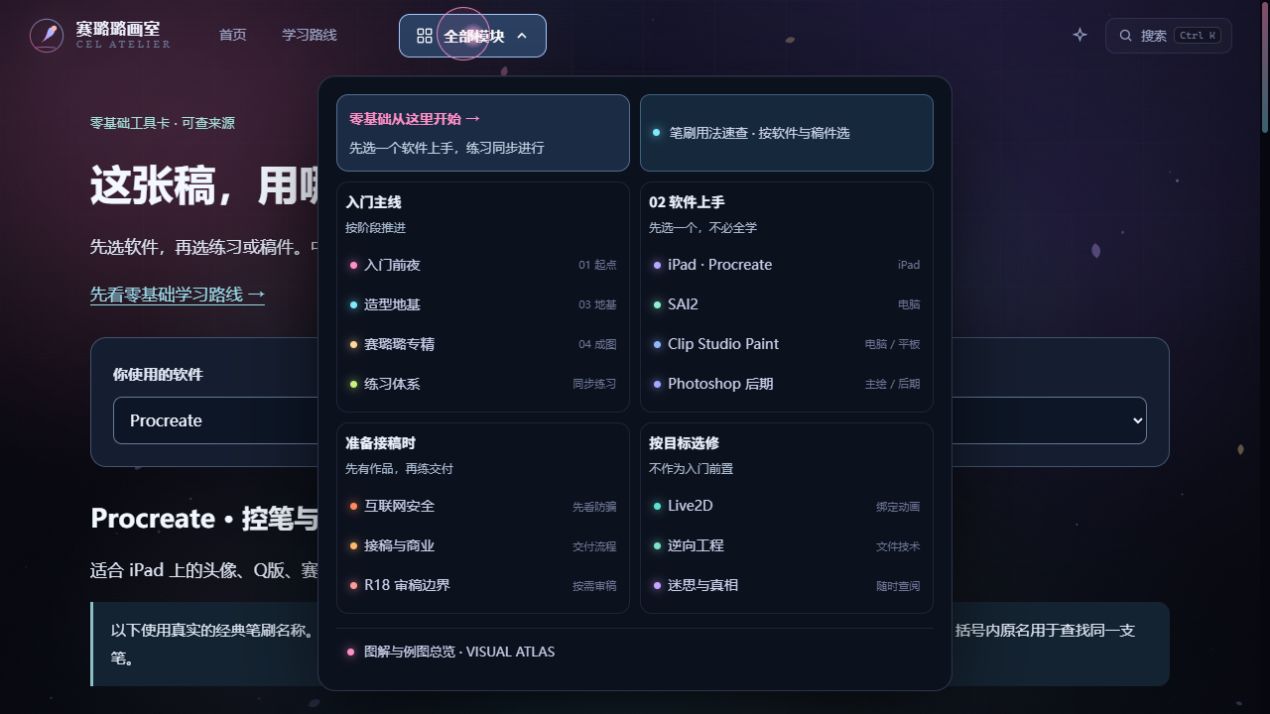 赛璐璐画室
CEL ATELIER
首页
学习路线
全部模块
搜索
Ctrl K
零基础工具卡 · 可查来源
这张稿，用
先选软件，再选练习或稿件。
先看零基础学习路线 →
你使用的软件
Procreate
Procreate · 控笔与
适合 iPad 上的头像、Q版、赛
以下使用真实的经典笔刷名称。
括号内原名用于查找同一支
笔。
零基础从这里开始 →
先选一个软件上手，练习同步进行
笔刷用法速查 · 按软件与稿件选
入门主线
按阶段推进
入门前夜 01 起点
造型地基 03 地基
赛璐璐专精 04 成图
练习体系 同步练习
02 软件上手
先选一个，不必全学
iPad · Procreate iPad
SAI2 电脑
Clip Studio Paint 电脑 / 平板
Photoshop 后期 主绘 / 后期
准备接稿时
先有作品，再练交付
互联网安全 先看防骗
接稿与商业 交付流程
R18 审稿边界 按需审稿
按目标选修
不作为入门前置
Live2D 绑定动画
逆向工程 文件技术
迷思与真相 随时查阅
图解与例图总览 · VISUAL ATLAS